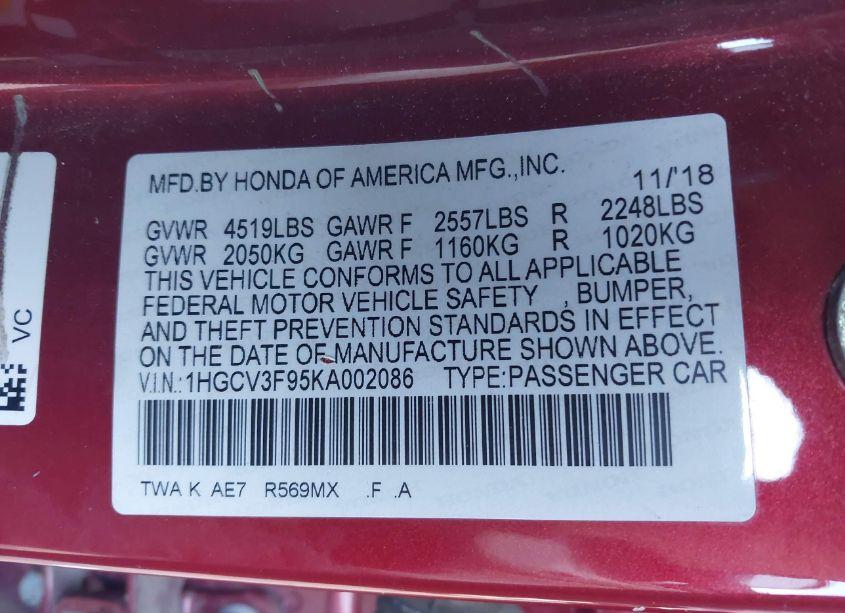 MFD.BY HONDA OF AMERICA MFG.,INC. 11/'18
GVWR 4519LBS GAWR F 2557LBS R 2248LBS
GVWR 2050KG GAWR F 1160KG R 1020KG
THIS VEHICLE CONFORMS TO ALL APPLICABLE
FEDERAL MOTOR VEHICLE SAFETY , BUMPER,
AND THEFT PREVENTION STANDARDS IN EFFECT
ON THE DATE OF MANUFACTURE SHOWN ABOVE.
V.I.N.:1HGCV3F95KA002086 TYPE:PASSENGER CAR
TWA K AE7 R569MX .F .A
VC